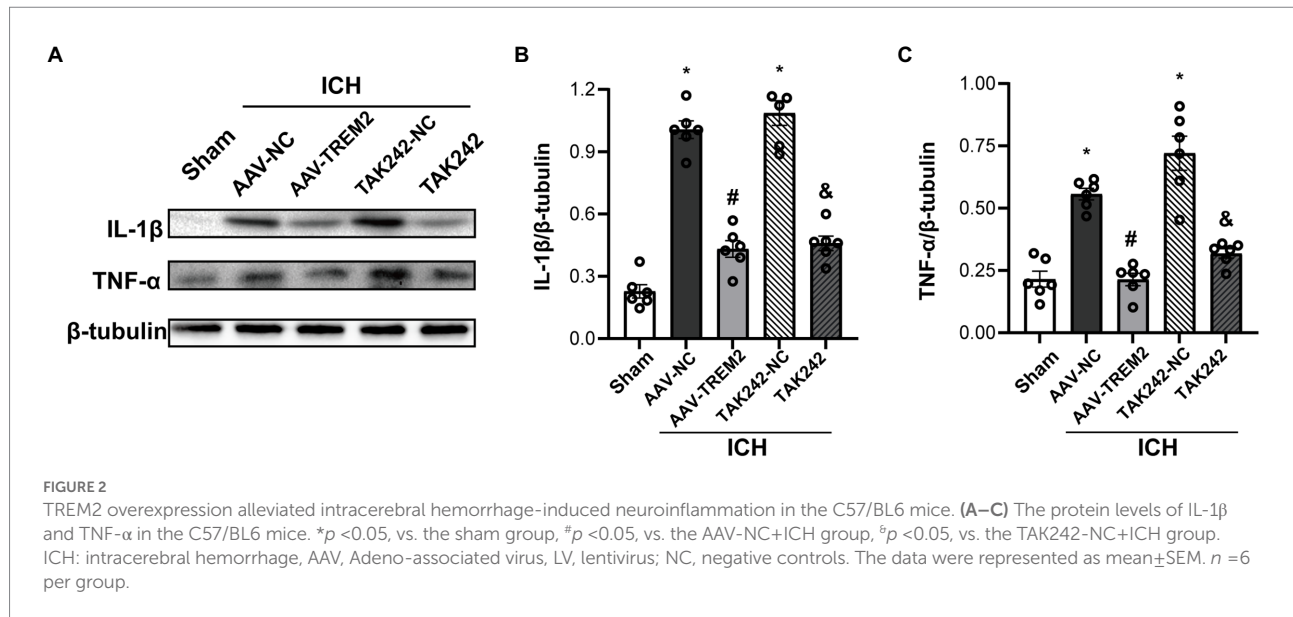 A
ICH
Sham
AAV-NC
AAV-TREM2
TAK242-NC
TAK242
IL-1β
TNF-α
β-tubulin
B
IL-1β/β-tubulin
1.2
0.9
0.6
0.3
0.0
*
#
*
&
Sham
AAV-NC
AAV-TREM2
TAK242-NC
TAK242
ICH
C
TNF-α/β-tubulin
1.00
0.75
0.50
0.25
0.00
*
#
*
&
Sham
AAV-NC
AAV-TREM2
TAK242-NC
TAK242
ICH
FIGURE 2
TREM2 overexpression alleviated intracerebral hemorrhage-induced neuroinflammation in the C57/BL6 mice. (A–C) The protein levels of IL-1β
and TNF-α in the C57/BL6 mice. *p <0.05, vs. the sham group, #p <0.05, vs. the AAV-NC+ICH group, &p <0.05, vs. the TAK242-NC+ICH group.
ICH: intracerebral hemorrhage, AAV, Adeno-associated virus, LV, lentivirus; NC, negative controls. The data were represented as mean±SEM. n =6
per group.